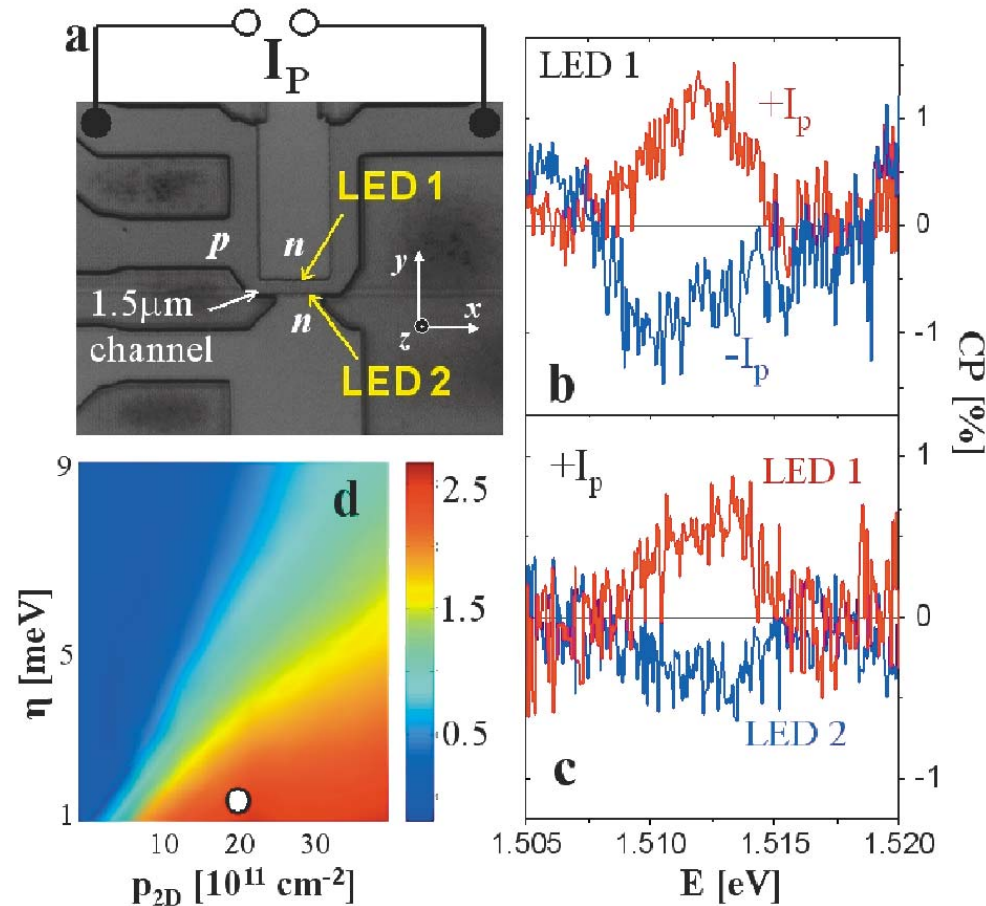 a
I_P
LED 1
p
n
y
1.5μm
x
channel
n
z
LED 2
LED 1
+I_p
-I_p
b
1
0
-1
CP [%]
+I_p
LED 1
LED 2
c
1
0
-1
1.505
1.510
1.515
1.520
E [eV]
d
9
5
1
η [meV]
2.5
1.5
0.5
10
20
30
p_2D [10^11 cm^-2]